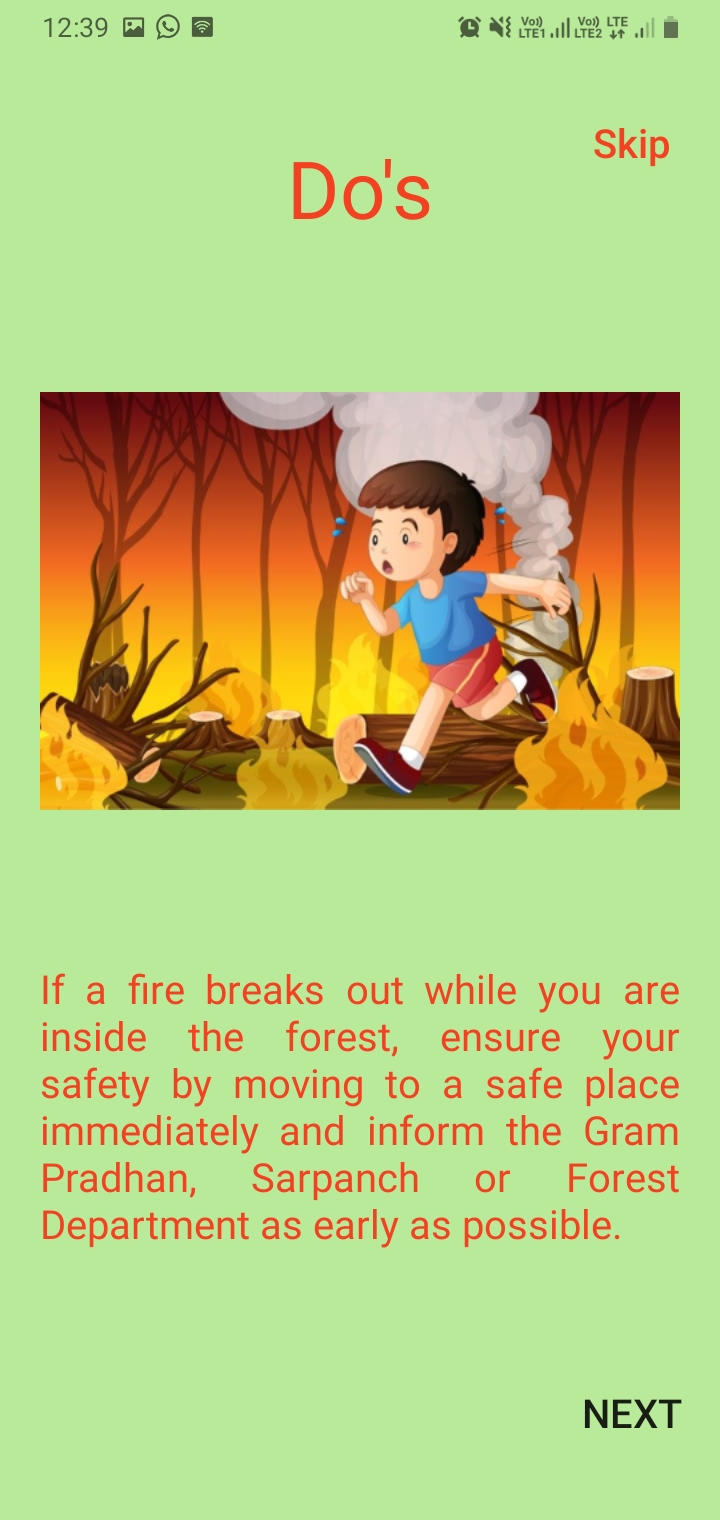 12:39 Vo) LTE1 Vo) LTE2 LTE
Skip
Do's
If a fire breaks out while you are
inside the forest, ensure your
safety by moving to a safe place
immediately and inform the Gram
Pradhan, Sarpanch or Forest
Department as early as possible.
NEXT